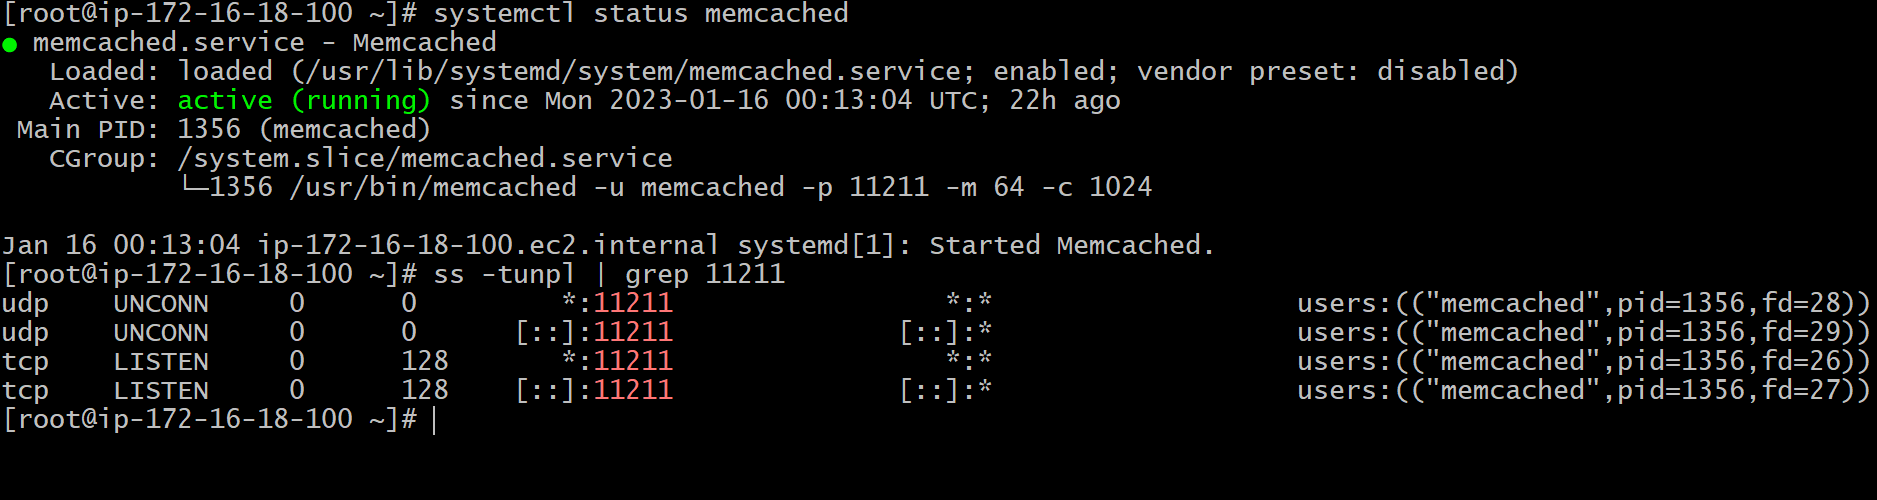 [root@ip-172-16-18-100 ~]# systemctl status memcached
● memcached.service - Memcached
   Loaded: loaded (/usr/lib/systemd/system/memcached.service; enabled; vendor preset: disabled)
   Active: active (running) since Mon 2023-01-16 00:13:04 UTC; 22h ago
 Main PID: 1356 (memcached)
   CGroup: /system.slice/memcached.service
           └─1356 /usr/bin/memcached -u memcached -p 11211 -m 64 -c 1024

Jan 16 00:13:04 ip-172-16-18-100.ec2.internal systemd[1]: Started Memcached.
[root@ip-172-16-18-100 ~]# ss -tunpl | grep 11211
udp    UNCONN     0      0         *:11211                 *:*                   users:(("memcached",pid=1356,fd=28))
udp    UNCONN     0      0      [::]:11211              [::]:*                   users:(("memcached",pid=1356,fd=29))
tcp    LISTEN     0      128       *:11211                 *:*                   users:(("memcached",pid=1356,fd=26))
tcp    LISTEN     0      128    [::]:11211              [::]:*                   users:(("memcached",pid=1356,fd=27))
[root@ip-172-16-18-100 ~]#